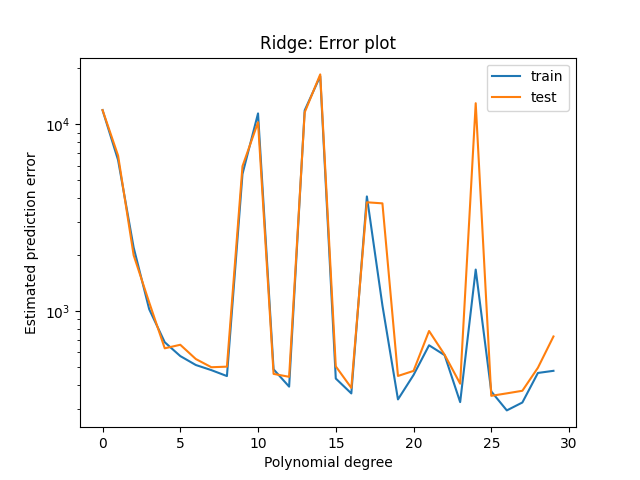 Ridge: Error plot
train
test
Estimated prediction error
10⁴
10³
0 5 10 15 20 25 30
Polynomial degree